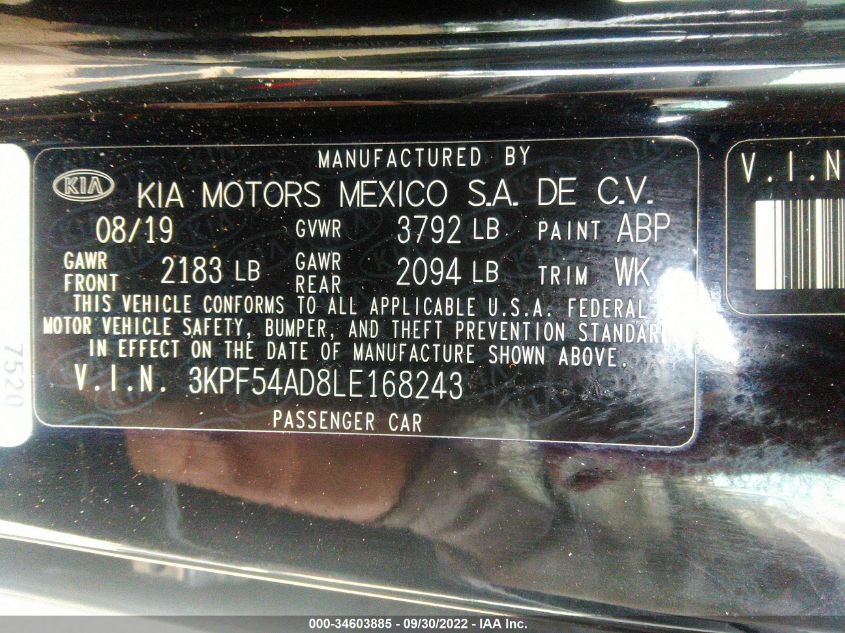 MANUFACTURED BY
KIA KIA MOTORS MEXICO S.A. DE C.V.
08/19 GVWR 3792 LB PAINT ABP
GAWR FRONT 2183 LB GAWR REAR 2094 LB TRIM WK
THIS VEHICLE CONFORMS TO ALL APPLICABLE U.S.A. FEDERAL
MOTOR VEHICLE SAFETY, BUMPER, AND THEFT PREVENTION STANDARD
IN EFFECT ON THE DATE OF MANUFACTURE SHOWN ABOVE.
V.I.N. 3KPF54AD8LE168243
PASSENGER CAR
V.I.N
7520
000-34603885 - 09/30/2022 - IAA Inc.